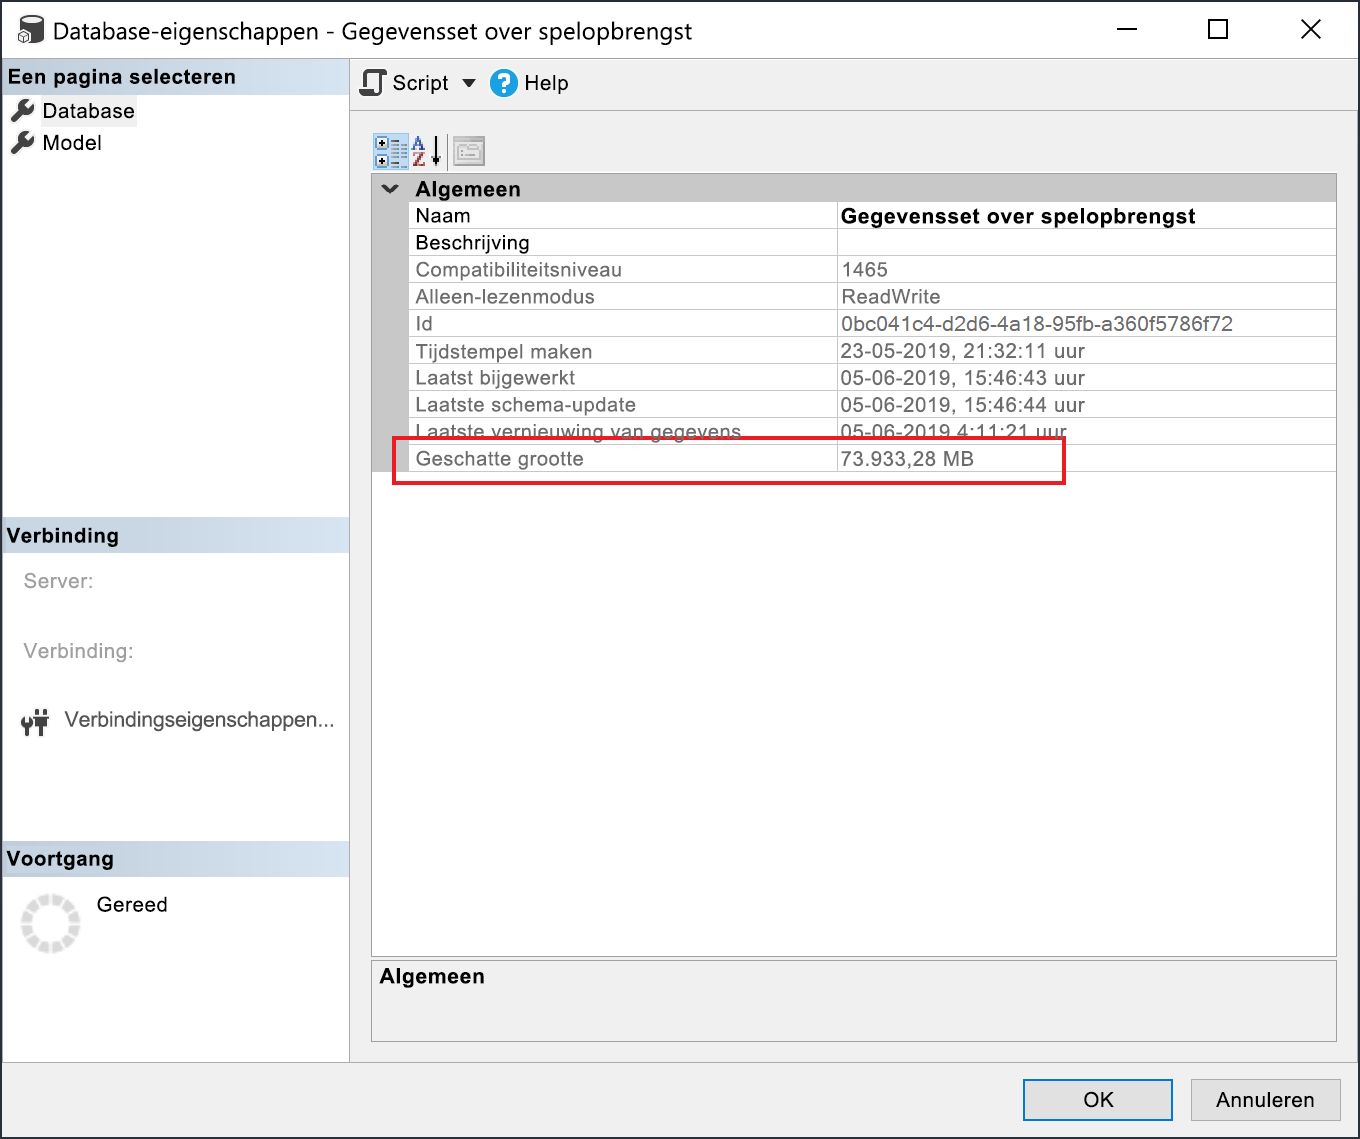 Database-eigenschappen - Gegevensset over spelopbrengst
Een pagina selecteren
Database
Model
Script
Help
Algemeen
Naam Gegevensset over spelopbrengst
Beschrijving
Compatibiliteitsniveau 1465
Alleen-lezenmodus ReadWrite
Id 0bc041c4-d2d6-4a18-95fb-a360f5786f72
Tijdstempel maken 23-05-2019, 21:32:11 uur
Laatst bijgewerkt 05-06-2019, 15:46:43 uur
Laatste schema-update 05-06-2019, 15:46:44 uur
Laatste vernieuwing van gegevens 05-06-2019 4:11:21 uur
Geschatte grootte 73.933,28 MB
Verbinding
Server:
Verbinding:
Verbindingseigenschappen...
Voortgang
Gereed
Algemeen
OK
Annuleren